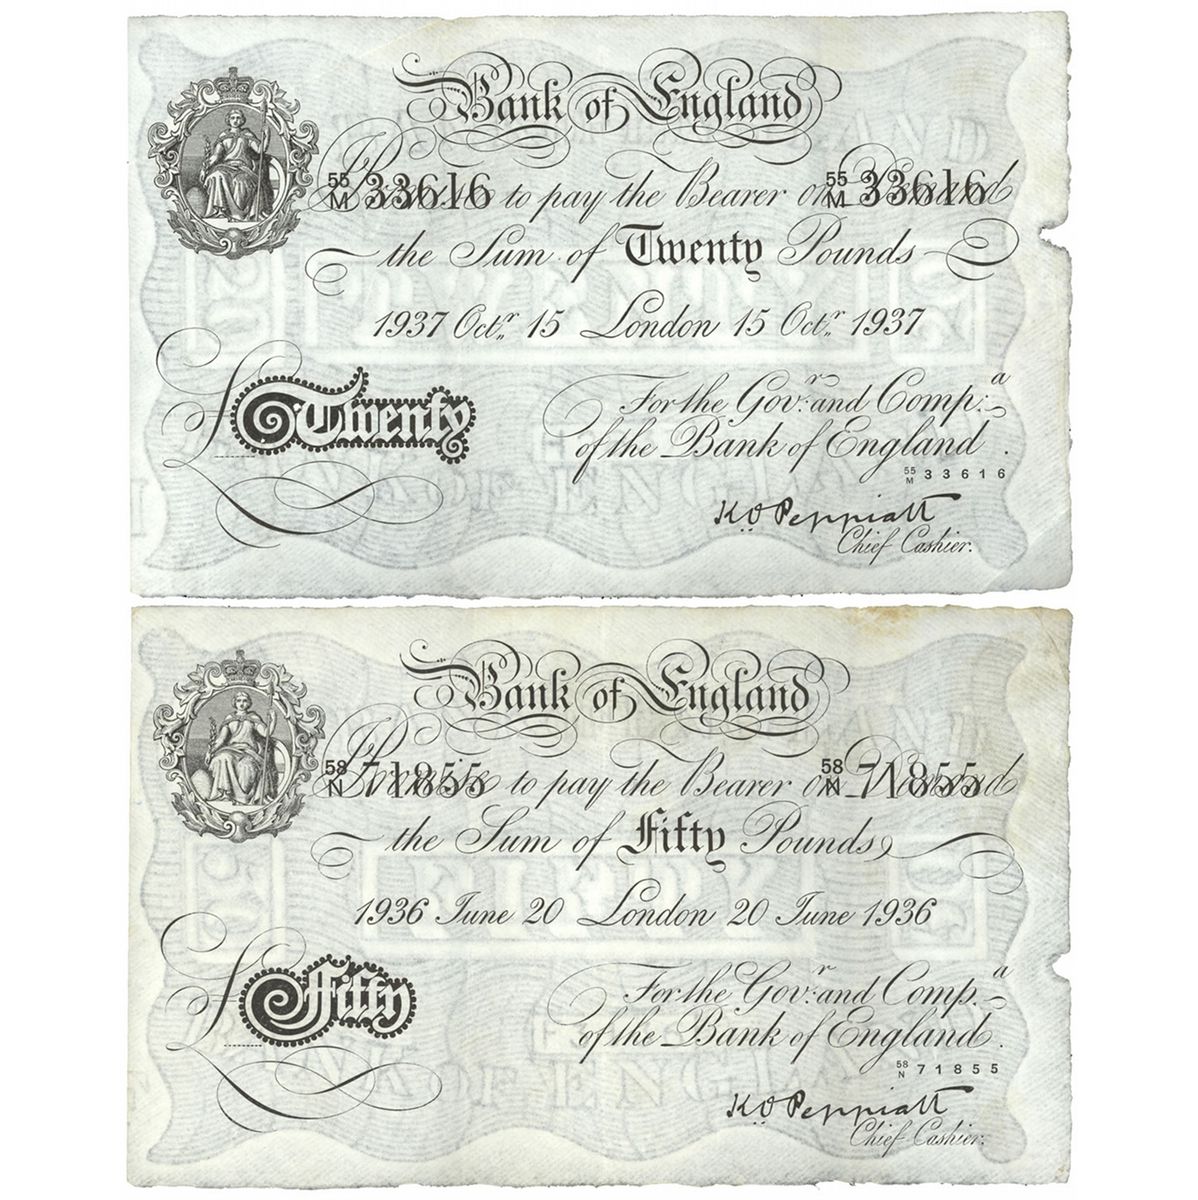 Bank of England
55
M 33616 to pay the Bearer on 55
M 33616
the Sum of Twenty Pounds
1937 Octr. 15 London 15 Octr. 1937
£ Twenty
For the Govr. and Compa.
of the Bank of England.
55
M 33616
K.O. Peppiatt
Chief Cashier.
Bank of England
58
N 71855 to pay the Bearer on 58
N 71855
the Sum of Fifty Pounds
1936 June 20 London 20 June 1936
£ Fifty
For the Govr. and Compa.
of the Bank of England.
58
N 71855
K.O. Peppiatt
Chief Cashier.